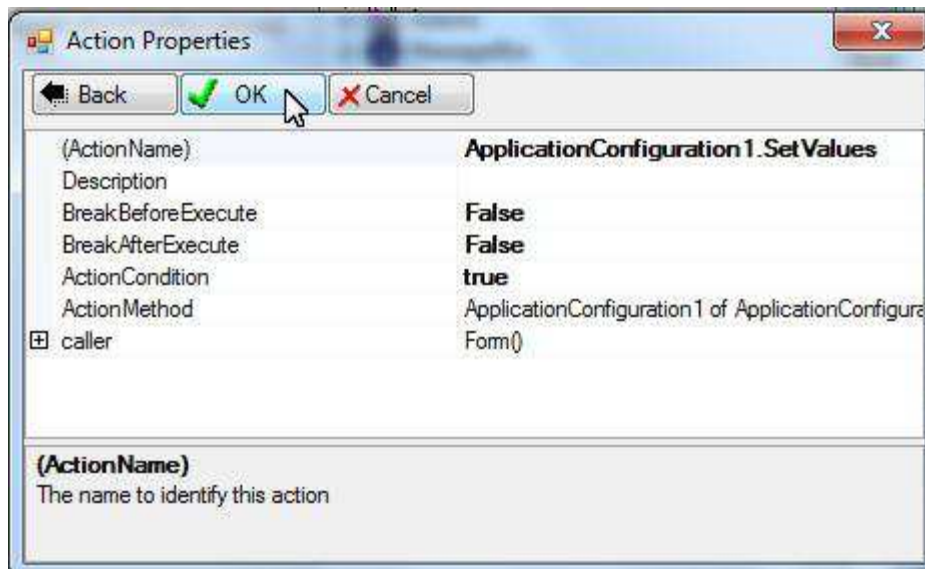 Action Properties
Back OK Cancel
(ActionName) ApplicationConfiguration1.SetValues
Description
BreakBeforeExecute False
BreakAfterExecute False
ActionCondition true
ActionMethod ApplicationConfiguration1 of ApplicationConfigura
caller Form()
(ActionName)
The name to identify this action